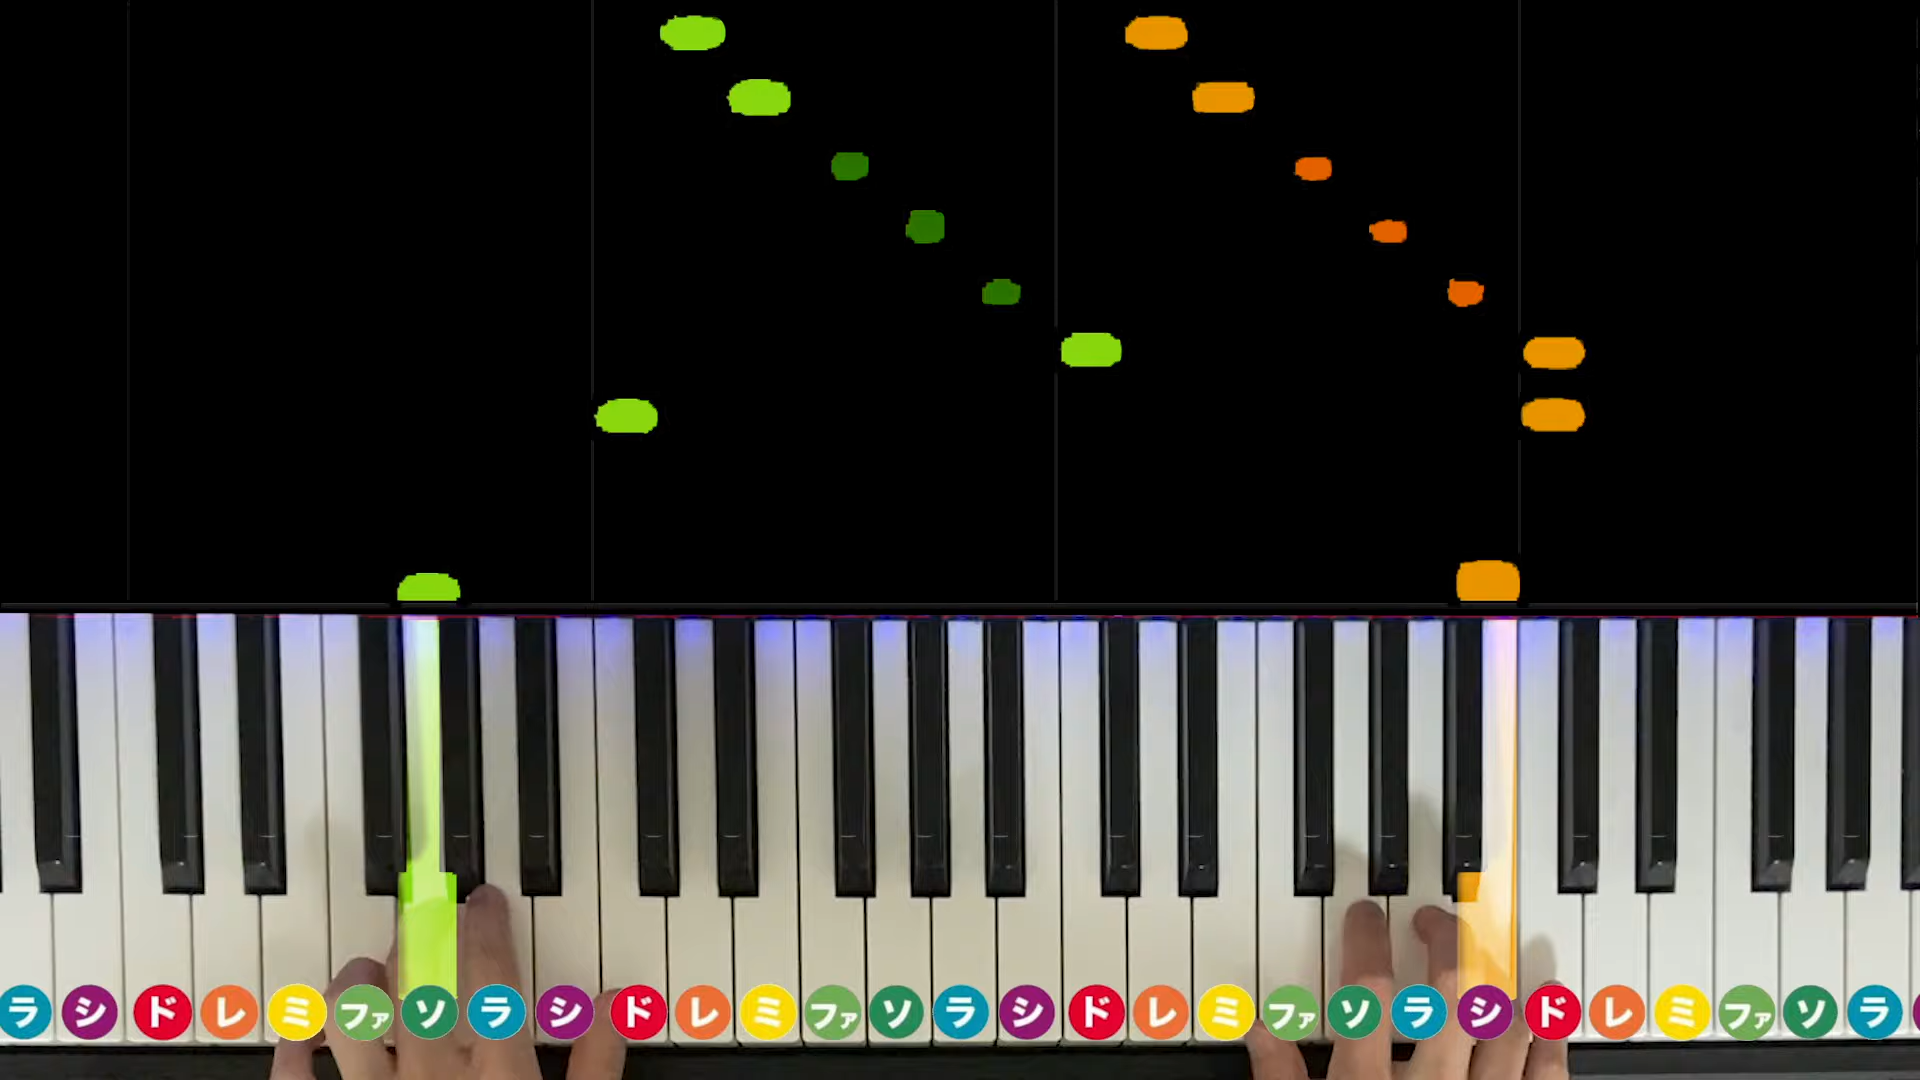 ラ シ ド レ ミ ファ ソ ラ シ ド レ ミ ファ ソ ラ シ ド レ ミ ファ ソ ラ シ ド レ ミ ファ ソ ラ